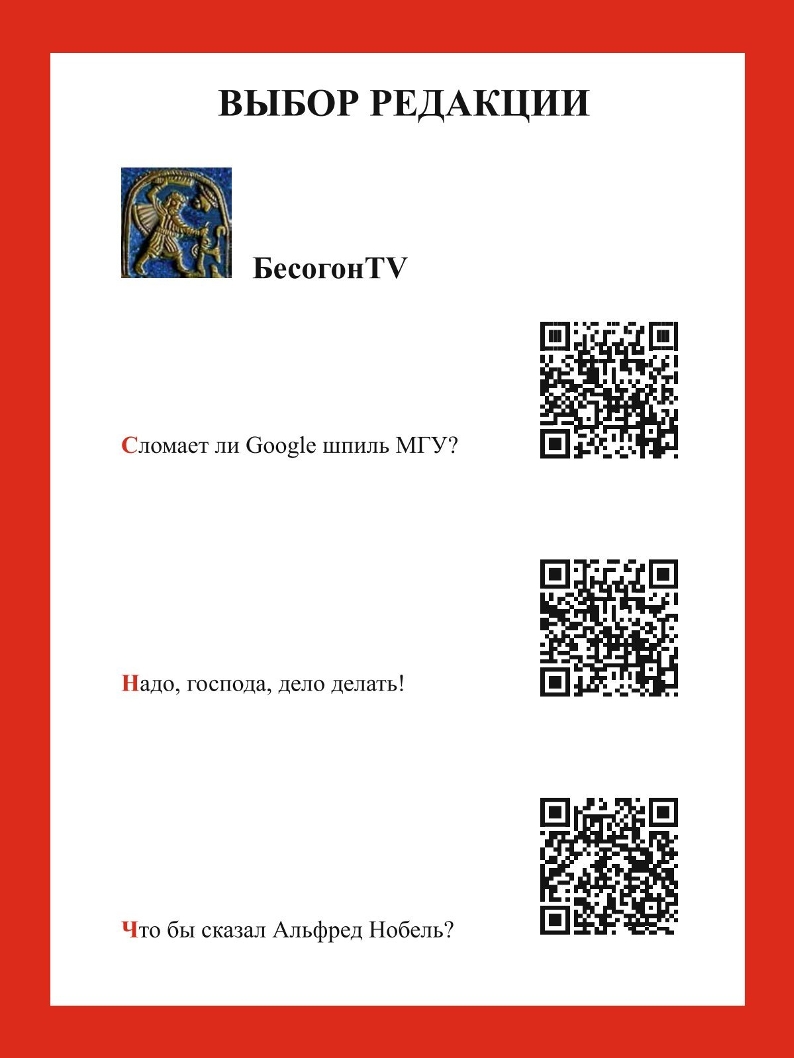 ВЫБОР РЕДАКЦИИ
БесогонTV
Сломает ли Google шпиль МГУ?
Надо, господа, дело делать!
Что бы сказал Альфред Нобель?